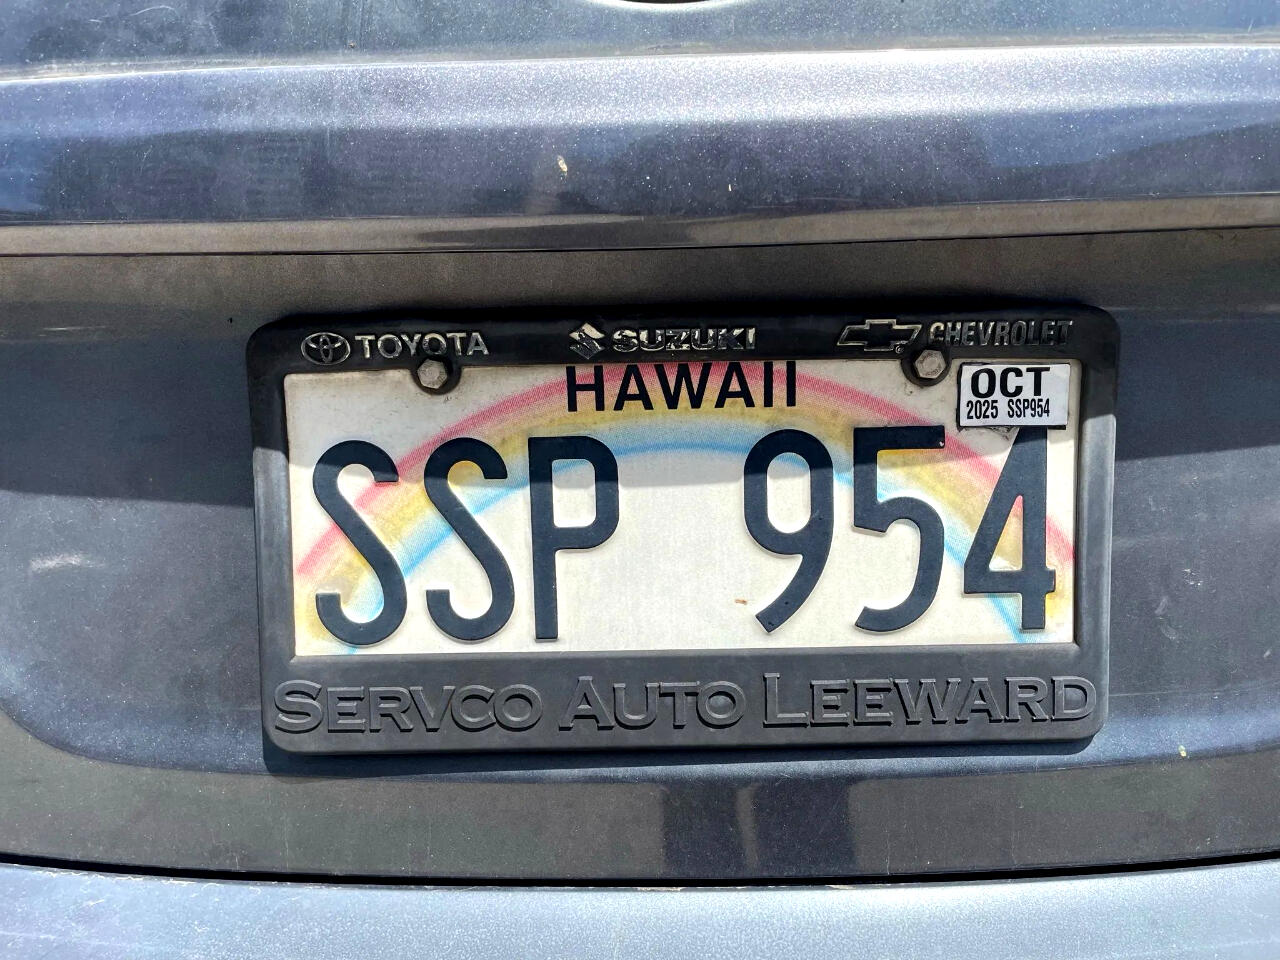 TOYOTA SUZUKI CHEVROLET
HAWAII
OCT
2025 SSP954
SSP 954
SERVCO AUTO LEEWARD